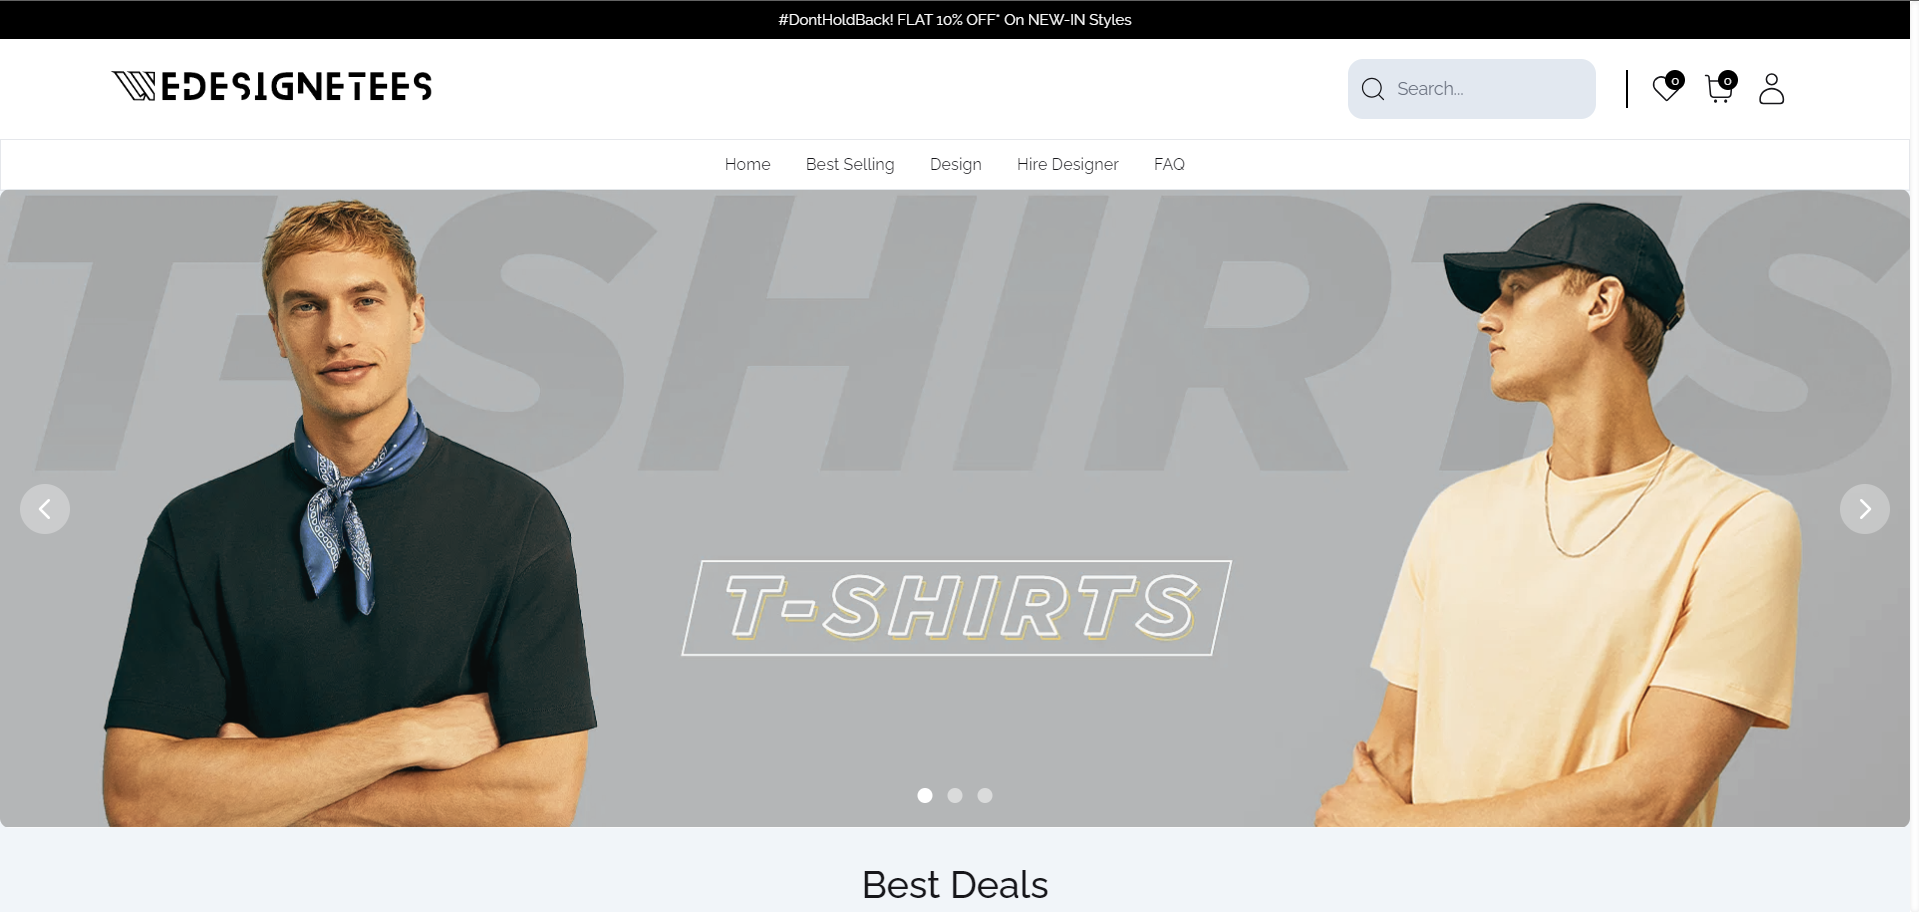 #DontHoldBack! FLAT 10% OFF* On NEW-IN Styles
WEDESIGNETEES
Search...
0
0
Home Best Selling Design Hire Designer FAQ
T-SHIRTS
T-SHIRTS
Best Deals